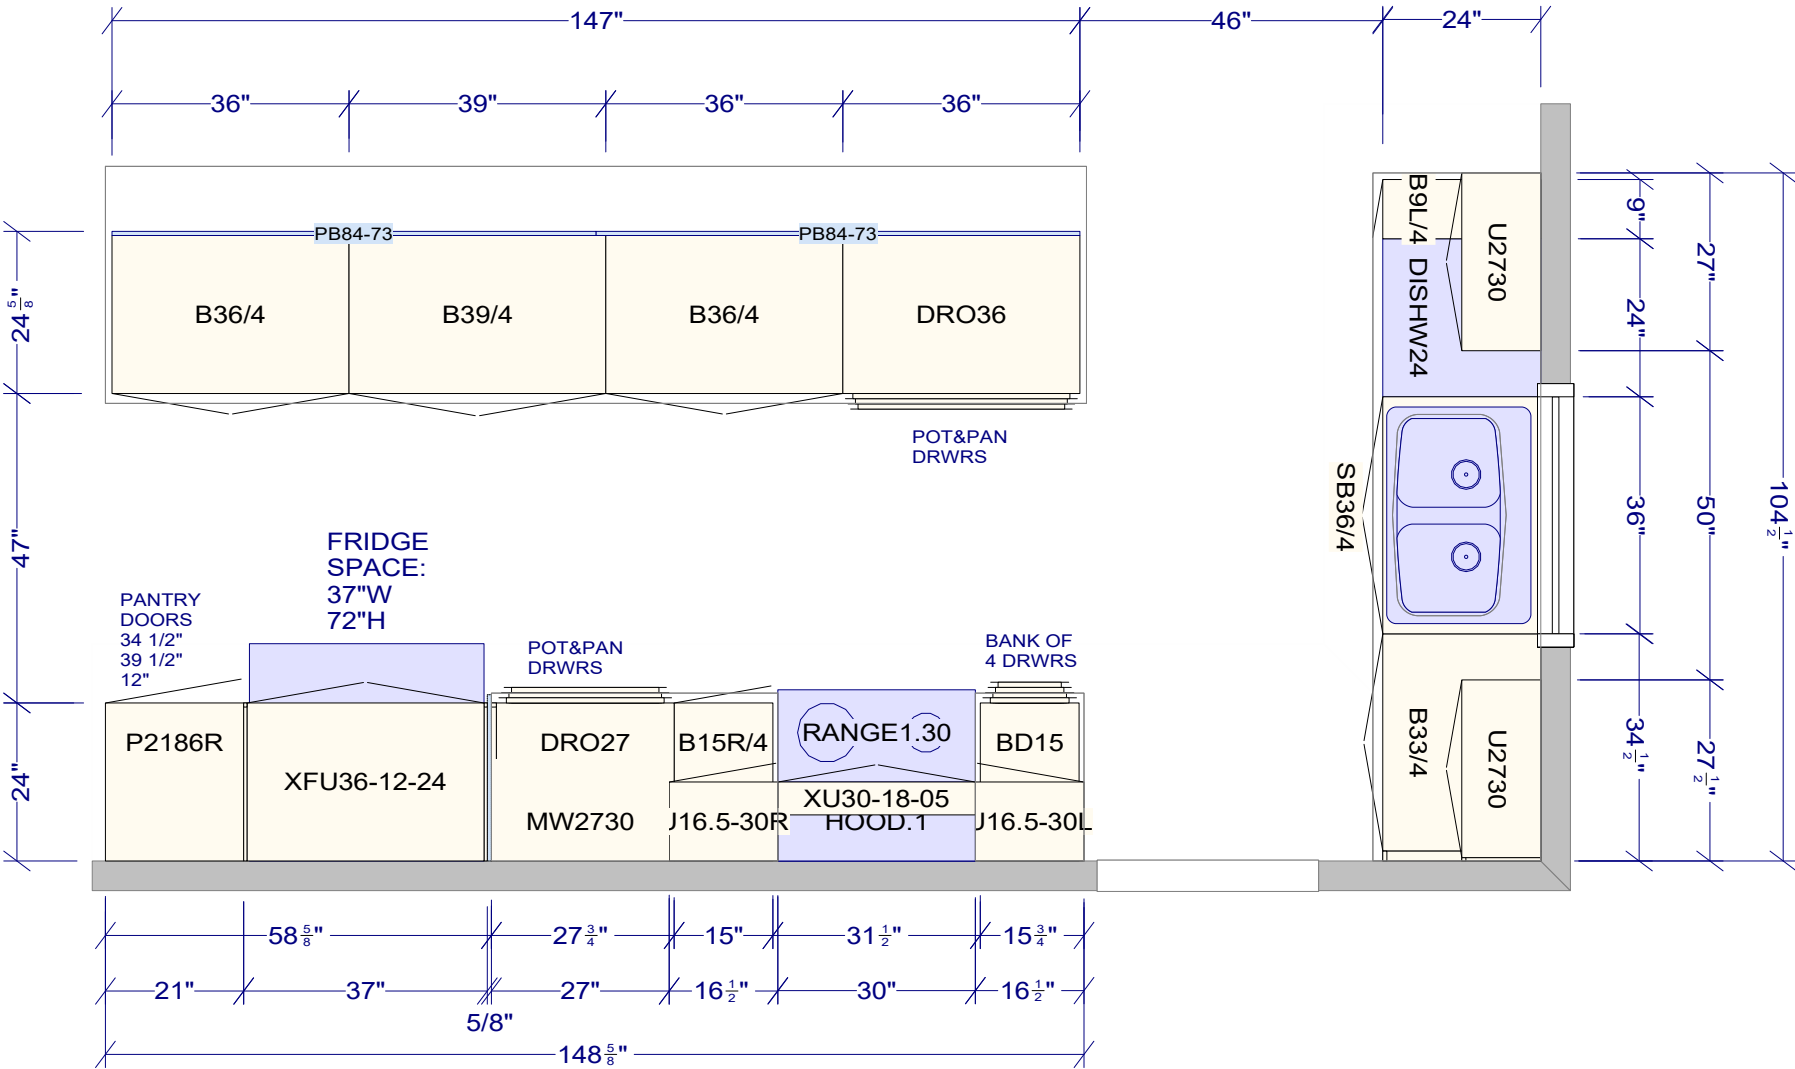 147"
46"
24"
36"
39"
36"
36"
PB84-73
PB84-73
B36/4
B39/4
B36/4
DRO36
24 5/8"
47"
24"
POT&PAN
DRWRS
FRIDGE
SPACE:
37"W
72"H
PANTRY
DOORS
34 1/2"
39 1/2"
12"
POT&PAN
DRWRS
BANK OF
4 DRWRS
P2186R
XFU36-12-24
DRO27
MW2730
B15R/4
RANGE1.30
BD15
XU30-18-05
HOOD.1
J16.5-30R
J16.5-30L
B9L/4
DISHW24
U2730
SB36/4
B33/4
U2730
9"
24"
36"
34 1/2"
27"
50"
27 1/2"
104 1/2"
58 5/8"
27 3/4"
15"
31 1/2"
15 3/4"
21"
37"
27"
16 1/2"
30"
16 1/2"
5/8"
148 5/8"